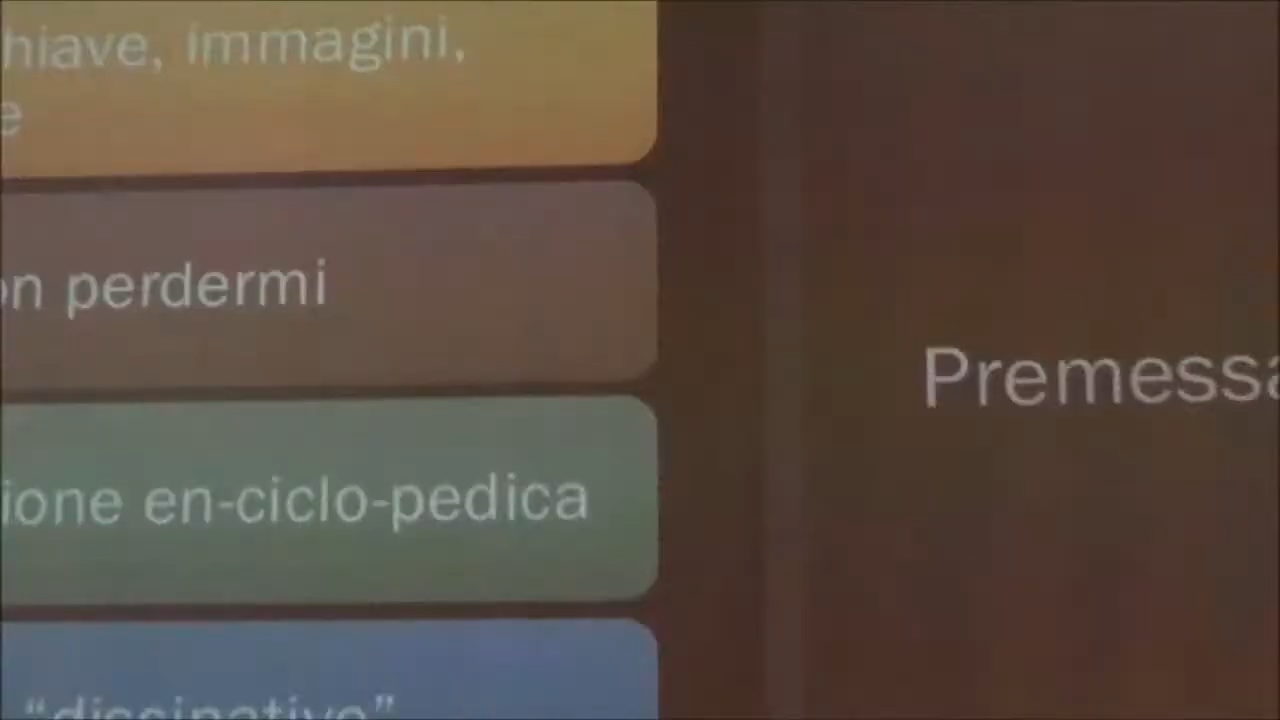 hiave, immagini,
e
on perdermi
ione en-ciclo-pedica
Premessa